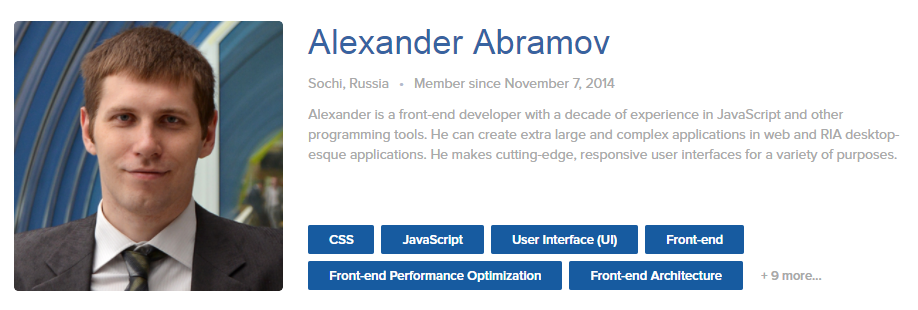 Alexander Abramov
Sochi, Russia • Member since November 7, 2014
Alexander is a front-end developer with a decade of experience in JavaScript and other
programming tools. He can create extra large and complex applications in web and RIA desktop-
esque applications. He makes cutting-edge, responsive user interfaces for a variety of purposes.
CSS JavaScript User Interface (UI) Front-end
Front-end Performance Optimization Front-end Architecture + 9 more...